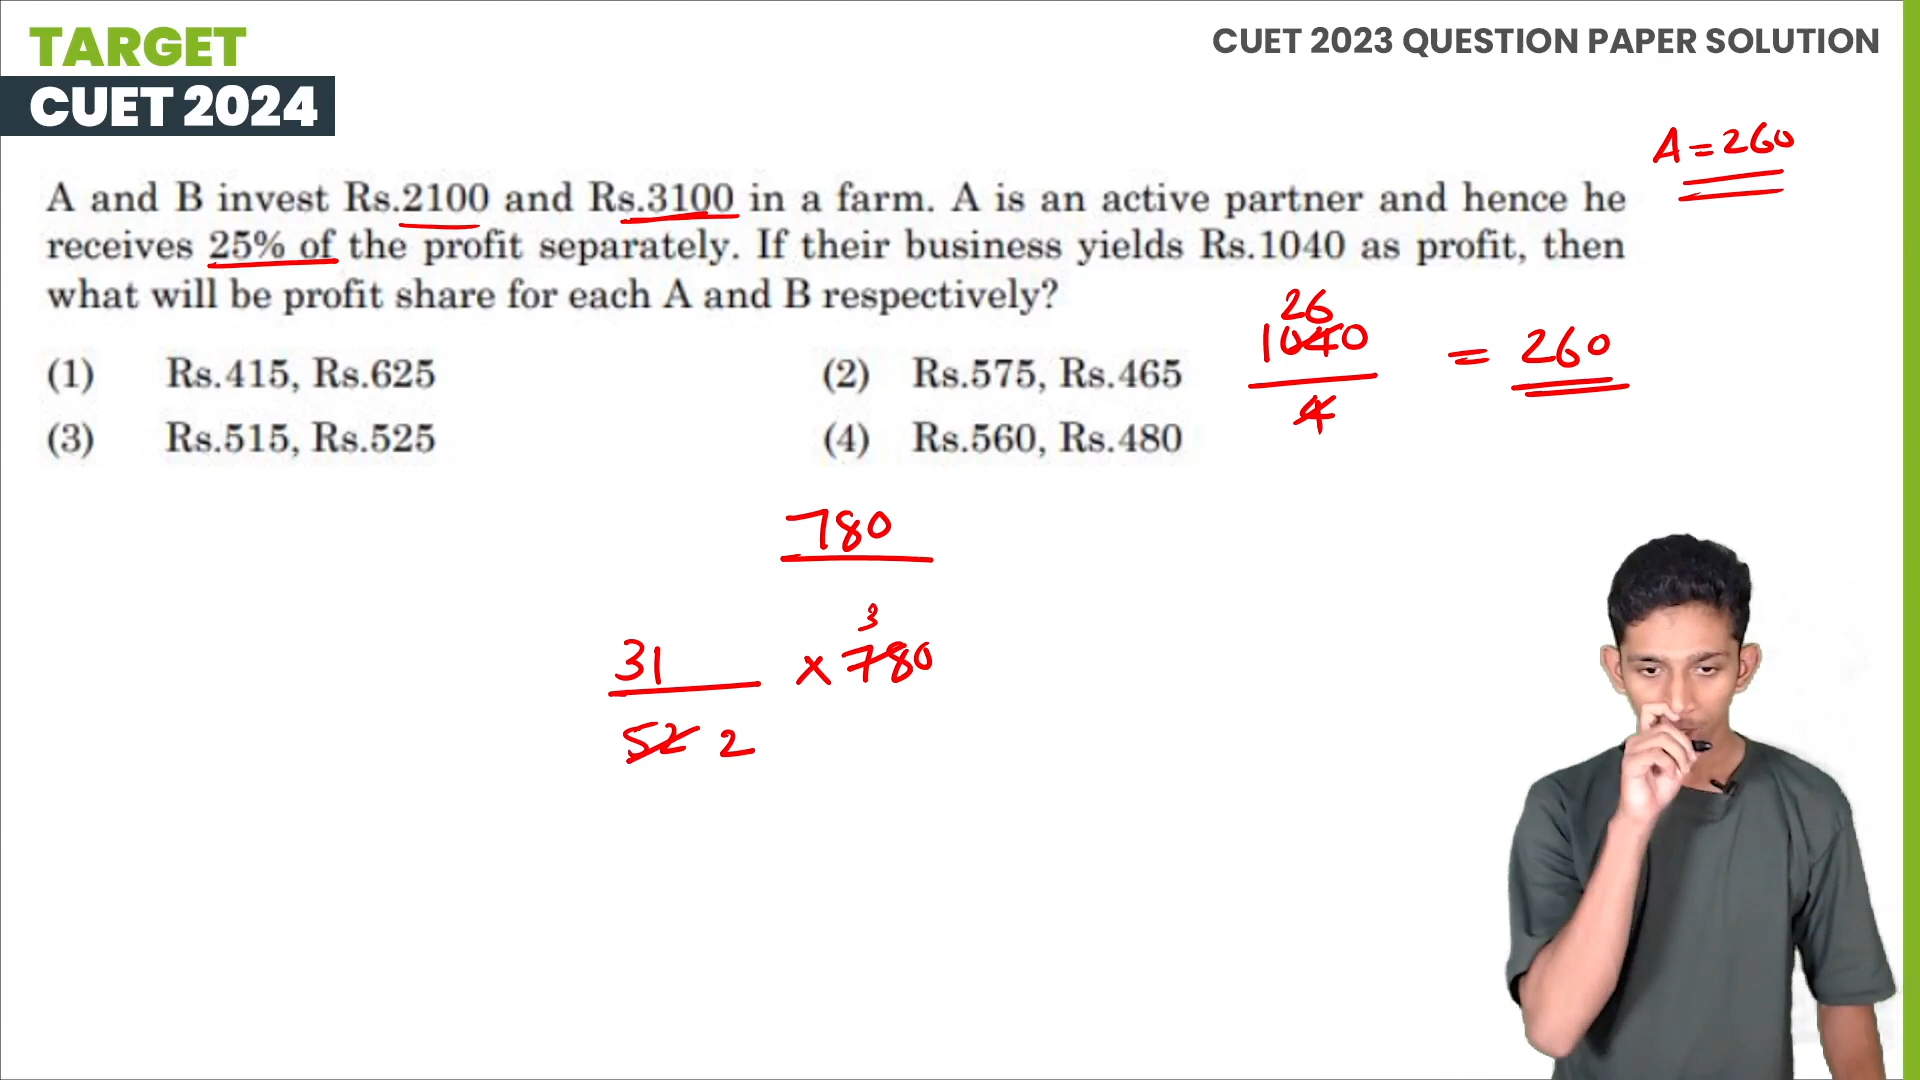 TARGET
CUET 2024
CUET 2023 QUESTION PAPER SOLUTION
A = 260
A and B invest Rs.2100 and Rs.3100 in a farm. A is an active partner and hence he
receives 25% of the profit separately. If their business yields Rs.1040 as profit, then
what will be profit share for each A and B respectively?
(1) Rs.415, Rs.625
(2) Rs.575, Rs.465
(3) Rs.515, Rs.525
(4) Rs.560, Rs.480
26
1040 = 260
4
780
3
31 x 780
52 2